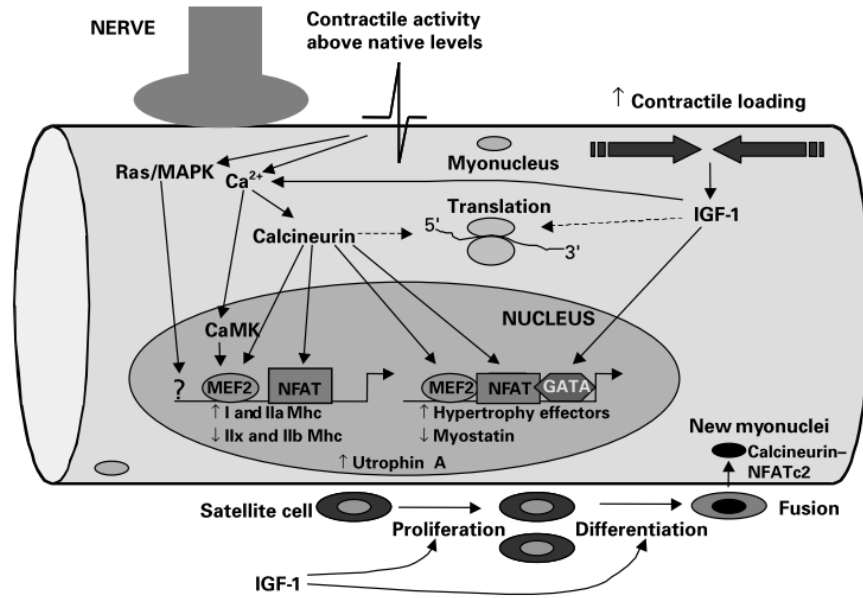 NERVE
Contractile activity
above native levels
↑ Contractile loading
Myonucleus
Ras/MAPK
Ca²⁺
Translation
5'
3'
IGF-1
Calcineurin
NUCLEUS
CaMK
?
MEF2
NFAT
MEF2
NFAT
GATA
↑ I and IIa Mhc
↓ IIx and IIb Mhc
↑ Hypertrophy effectors
↓ Myostatin
↑ Utrophin A
New myonuclei
Calcineurin–
NFATc2
Satellite cell
Proliferation
Differentiation
Fusion
IGF-1